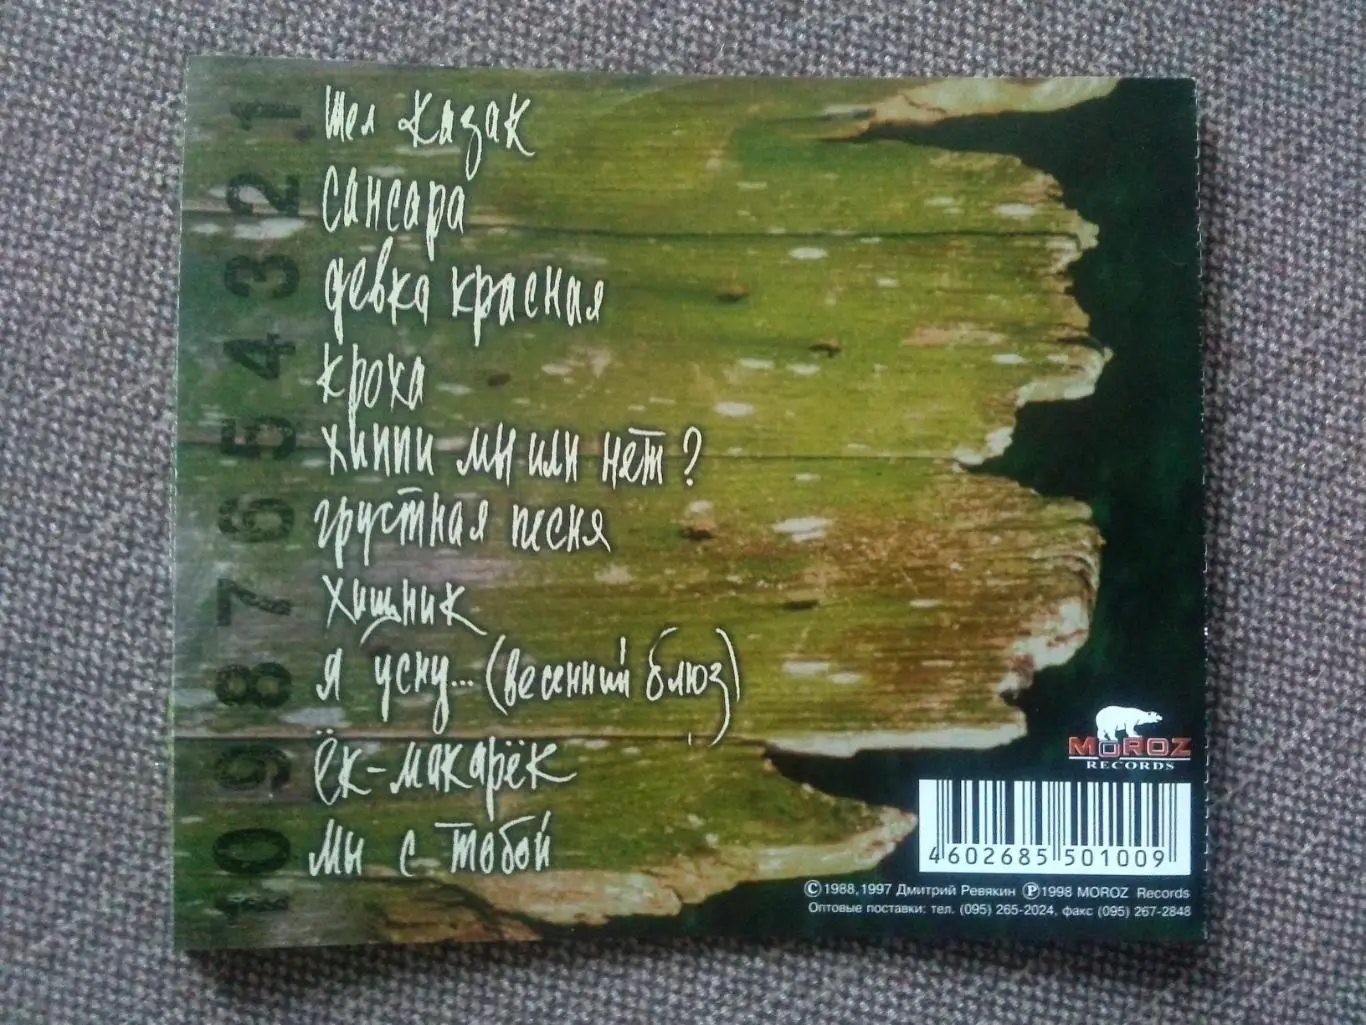 1. шел казак
2. сансара
3 девка красная
4 кроха
5 хиппи мы или нет?
6 грустная песня
7 хищник
8 я усну... (весенний блюз)
9 ёк-макарёк
10 мы с тобой
MOROZ
RECORDS
4 602685 501009
©1988,1997 Дмитрий Ревякин ℗1998 MOROZ Records
Оптовые поставки: тел. (095) 265-2024, факс (095) 267-2848